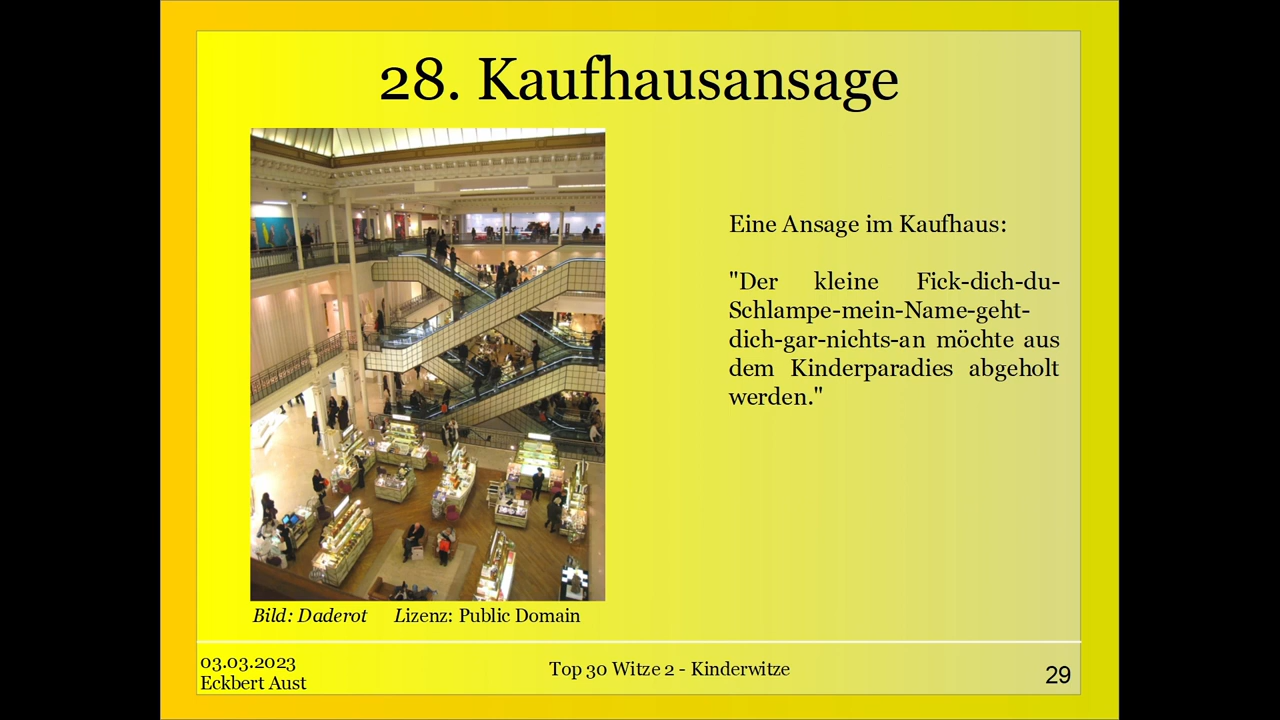 28. Kaufhausansage
Eine Ansage im Kaufhaus:
"Der kleine Fick-dich-du-
Schlampe-mein-Name-geht-
dich-gar-nichts-an möchte aus
dem Kinderparadies abgeholt
werden."
Bild: Daderot Lizenz: Public Domain
03.03.2023
Eckbert Aust
Top 30 Witze 2 - Kinderwitze
29